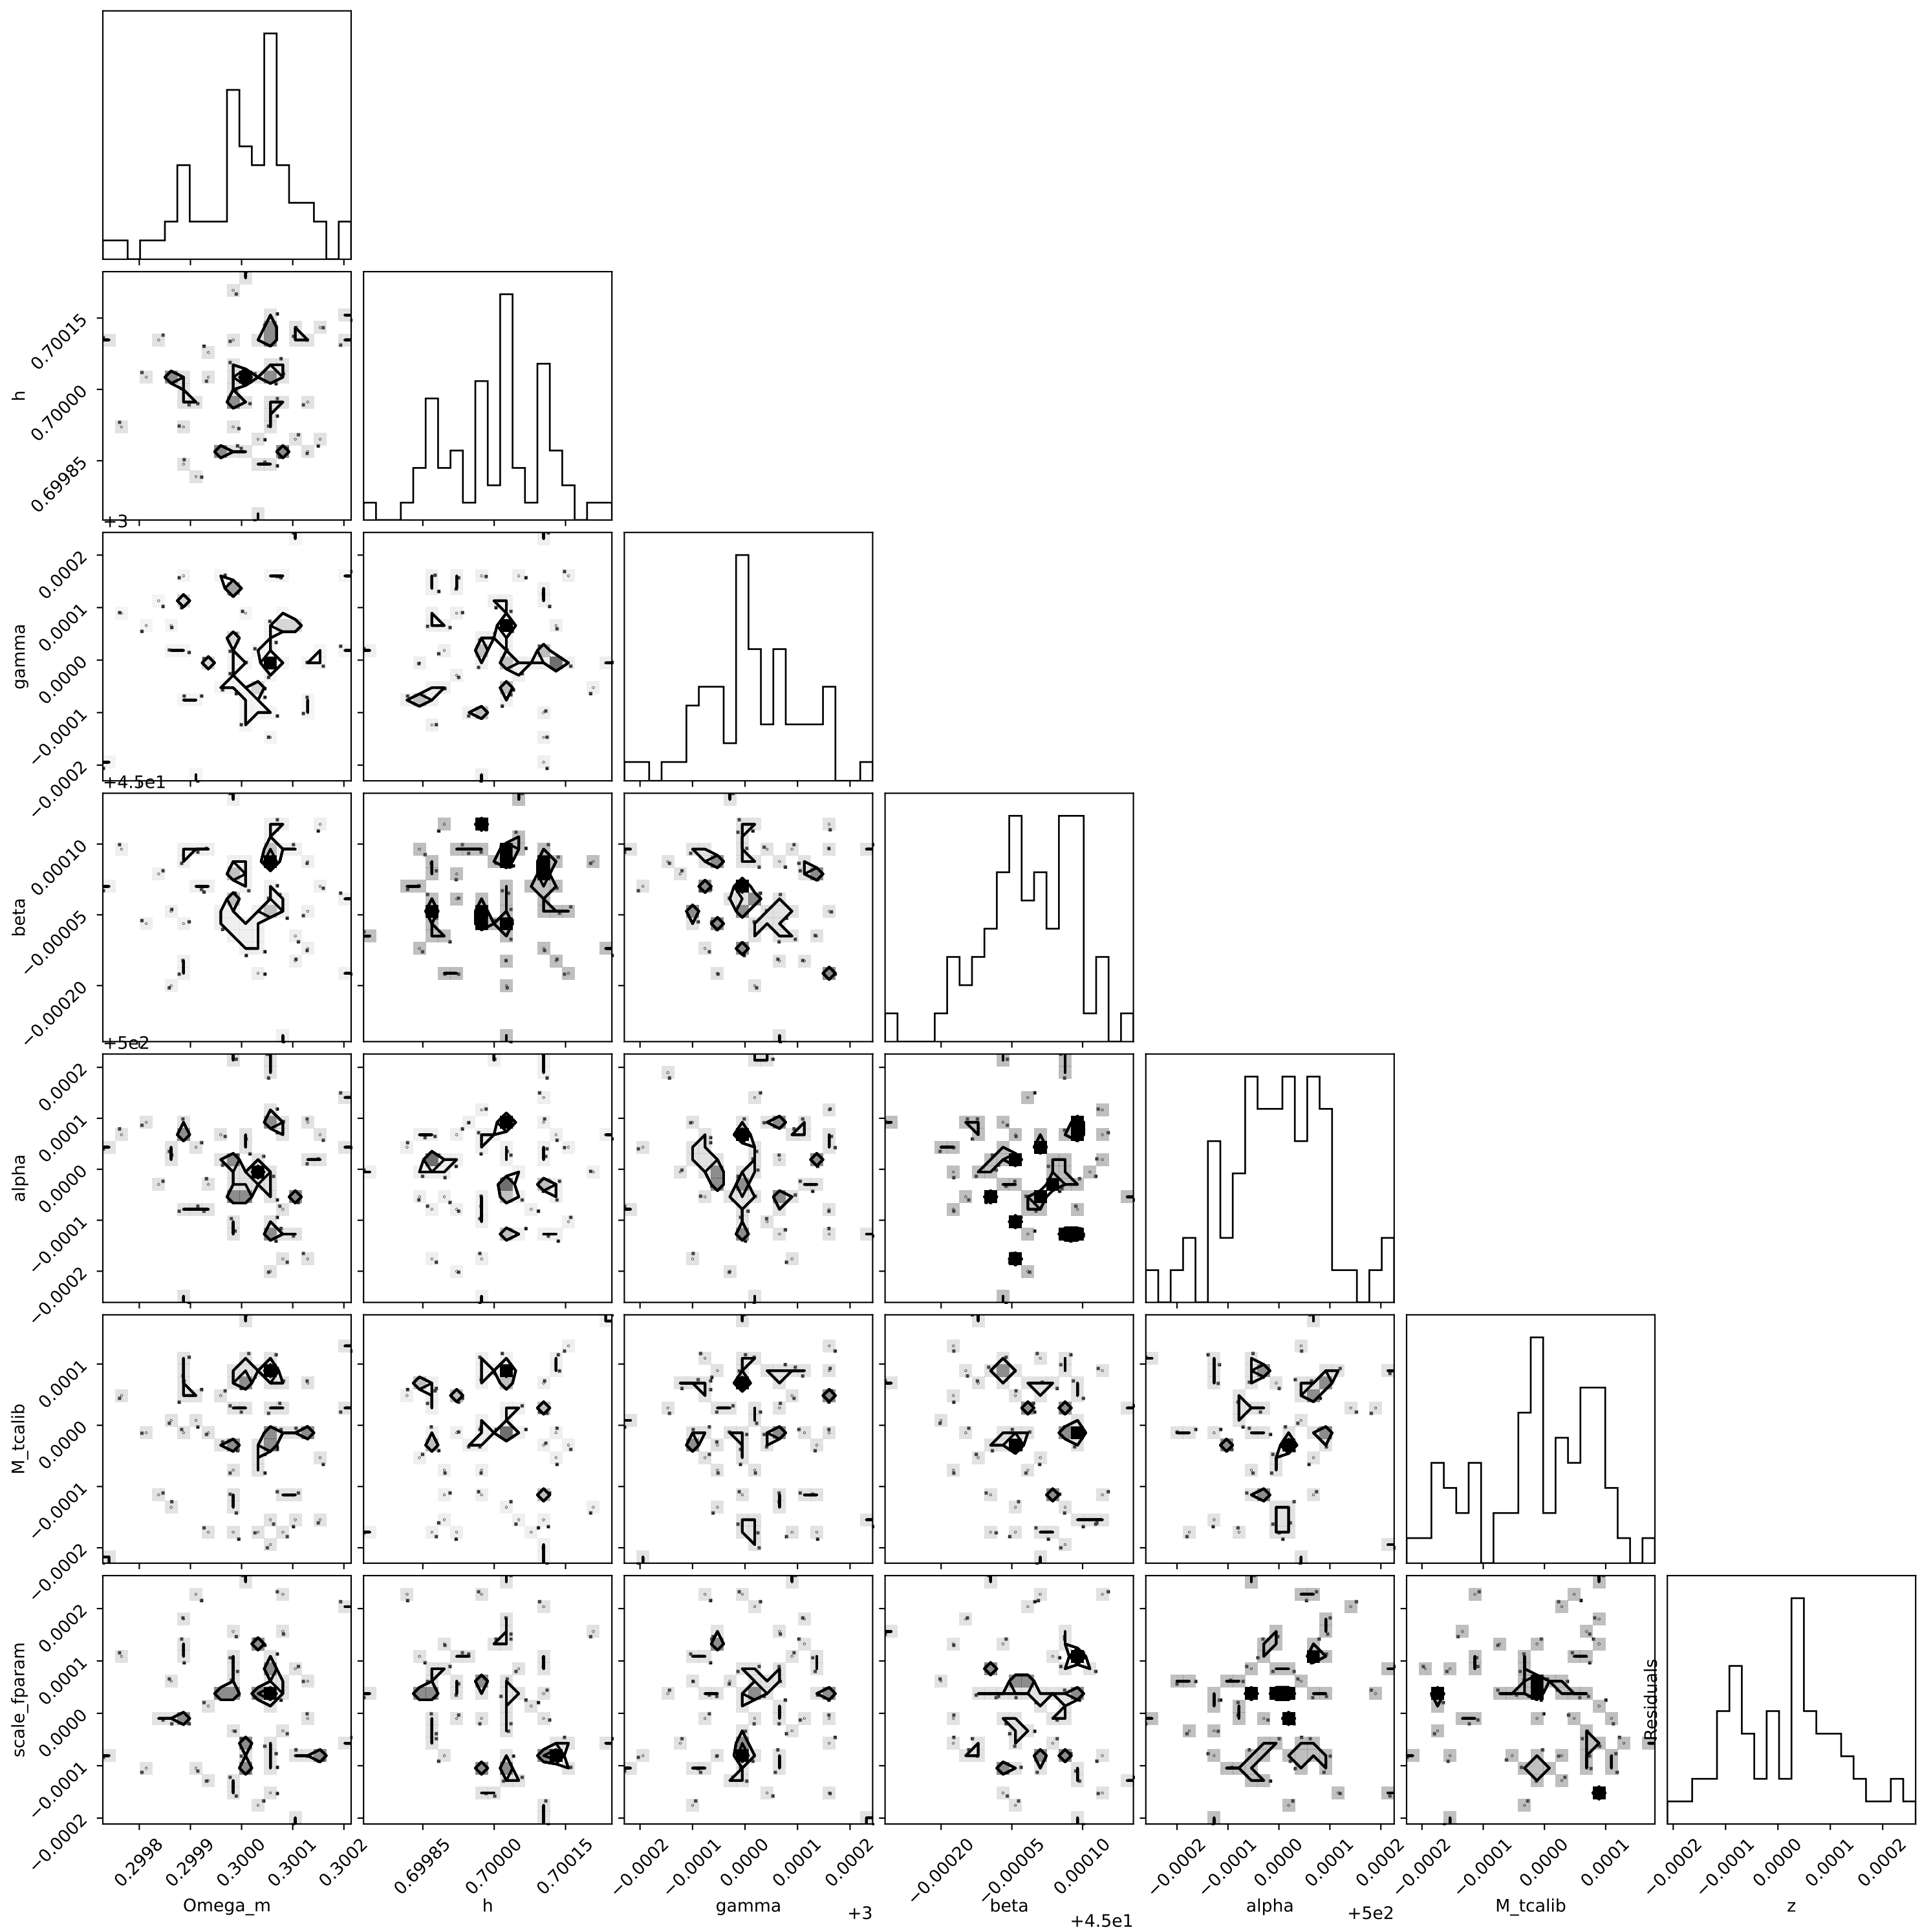 h
0.70015
0.70000
0.69985
+3
gamma
0.0002
0.0001
0.0000
−0.0001
−0.0002
+4.5e1
beta
0.00010
−0.00005
−0.00020
+5e2
alpha
0.0002
0.0001
0.0000
−0.0001
−0.0002
M_tcalib
0.0001
0.0000
−0.0001
−0.0002
scale_fparam
0.0002
0.0001
0.0000
−0.0001
−0.0002
Residuals
0.2998 0.2999 0.3000 0.3001 0.3002
0.69985 0.70000 0.70015
−0.0002 −0.0001 0.0000 0.0001 0.0002
−0.00020 −0.00005 0.00010
−0.0002 −0.0001 0.0000 0.0001 0.0002
−0.0002 −0.0001 0.0000 0.0001
−0.0002 −0.0001 0.0000 0.0001 0.0002
Omega_m h gamma beta alpha M_tcalib z
+3 +4.5e1 +5e2